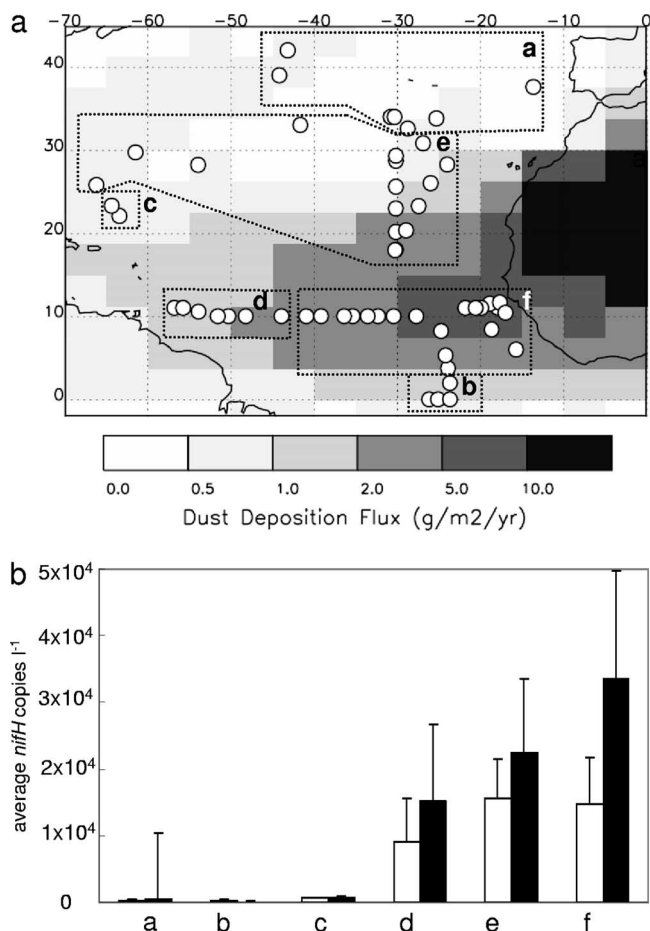 a
-70 -60 -50 -40 -30 -20 -10 0
40
30
20
10
0
a
e
c
d
f
b
a
0.0 0.5 1.0 2.0 5.0 10.0
Dust Deposition Flux (g/m2/yr)
b
average nifH copies l⁻¹
5x10⁴
4x10⁴
3x10⁴
2x10⁴
1x10⁴
0
a b c d e f